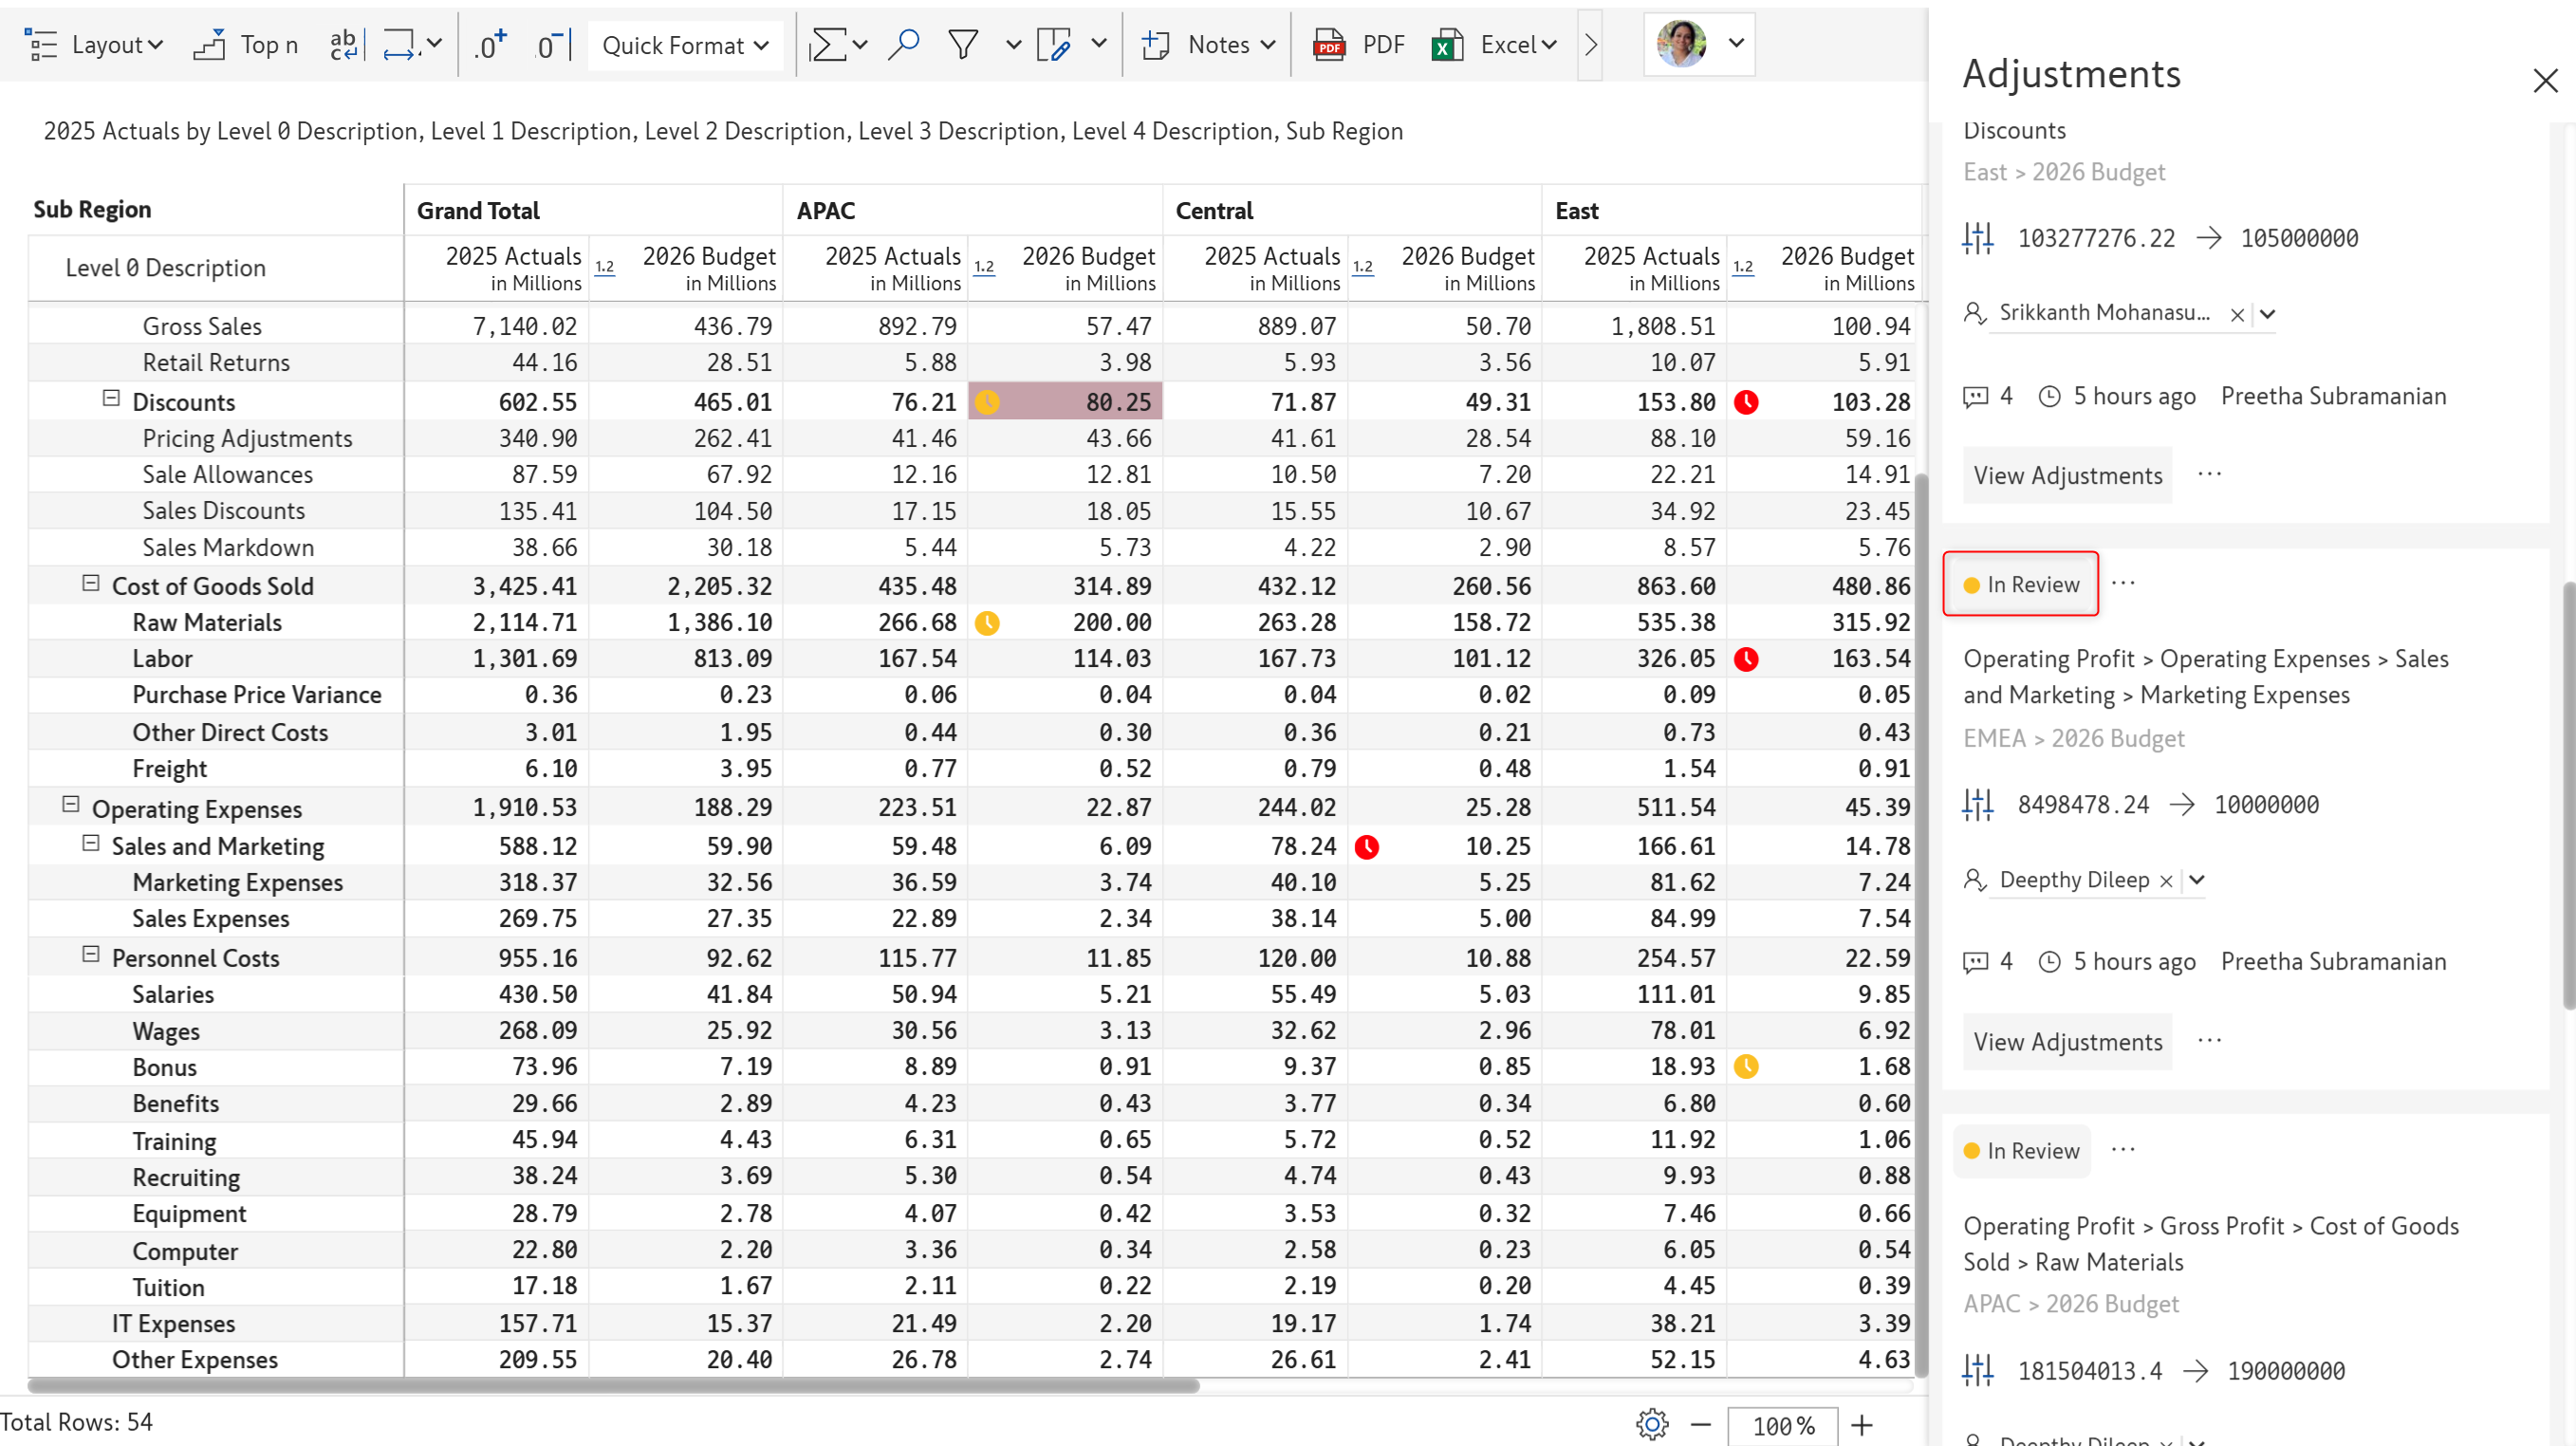 Layout Top n ab c .0+ .0− Quick Format Notes PDF PDF X Excel
2025 Actuals by Level 0 Description, Level 1 Description, Level 2 Description, Level 3 Description, Level 4 Description, Sub Region
Sub Region Grand Total APAC Central East
Level 0 Description 2025 Actuals 1.2 2026 Budget 2025 Actuals 1.2 2026 Budget 2025 Actuals 1.2 2026 Budget 2025 Actuals 1.2 2026 Budget
in Millions in Millions in Millions in Millions in Millions in Millions in Millions in Millions
Gross Sales 7,140.02 436.79 892.79 57.47 889.07 50.70 1,808.51 100.94
Retail Returns 44.16 28.51 5.88 3.98 5.93 3.56 10.07 5.91
Discounts 602.55 465.01 76.21 80.25 71.87 49.31 153.80 103.28
Pricing Adjustments 340.90 262.41 41.46 43.66 41.61 28.54 88.10 59.16
Sale Allowances 87.59 67.92 12.16 12.81 10.50 7.20 22.21 14.91
Sales Discounts 135.41 104.50 17.15 18.05 15.55 10.67 34.92 23.45
Sales Markdown 38.66 30.18 5.44 5.73 4.22 2.90 8.57 5.76
Cost of Goods Sold 3,425.41 2,205.32 435.48 314.89 432.12 260.56 863.60 480.86
Raw Materials 2,114.71 1,386.10 266.68 200.00 263.28 158.72 535.38 315.92
Labor 1,301.69 813.09 167.54 114.03 167.73 101.12 326.05 163.54
Purchase Price Variance 0.36 0.23 0.06 0.04 0.04 0.02 0.09 0.05
Other Direct Costs 3.01 1.95 0.44 0.30 0.36 0.21 0.73 0.43
Freight 6.10 3.95 0.77 0.52 0.79 0.48 1.54 0.91
Operating Expenses 1,910.53 188.29 223.51 22.87 244.02 25.28 511.54 45.39
Sales and Marketing 588.12 59.90 59.48 6.09 78.24 10.25 166.61 14.78
Marketing Expenses 318.37 32.56 36.59 3.74 40.10 5.25 81.62 7.24
Sales Expenses 269.75 27.35 22.89 2.34 38.14 5.00 84.99 7.54
Personnel Costs 955.16 92.62 115.77 11.85 120.00 10.88 254.57 22.59
Salaries 430.50 41.84 50.94 5.21 55.49 5.03 111.01 9.85
Wages 268.09 25.92 30.56 3.13 32.62 2.96 78.01 6.92
Bonus 73.96 7.19 8.89 0.91 9.37 0.85 18.93 1.68
Benefits 29.66 2.89 4.23 0.43 3.77 0.34 6.80 0.60
Training 45.94 4.43 6.31 0.65 5.72 0.52 11.92 1.06
Recruiting 38.24 3.69 5.30 0.54 4.74 0.43 9.93 0.88
Equipment 28.79 2.78 4.07 0.42 3.53 0.32 7.46 0.66
Computer 22.80 2.20 3.36 0.34 2.58 0.23 6.05 0.54
Tuition 17.18 1.67 2.11 0.22 2.19 0.20 4.45 0.39
IT Expenses 157.71 15.37 21.49 2.20 19.17 1.74 38.21 3.39
Other Expenses 209.55 20.40 26.78 2.74 26.61 2.41 52.15 4.63
Total Rows: 54 100%
Adjustments
Discounts
East > 2026 Budget
103277276.22 → 105000000
Srikkanth Mohanasu...
4 5 hours ago Preetha Subramanian
View Adjustments ...
In Review ...
Operating Profit > Operating Expenses > Sales
and Marketing > Marketing Expenses
EMEA > 2026 Budget
8498478.24 → 10000000
Deepthy Dileep
4 5 hours ago Preetha Subramanian
View Adjustments ...
In Review ...
Operating Profit > Gross Profit > Cost of Goods
Sold > Raw Materials
APAC > 2026 Budget
181504013.4 → 190000000
Deepthy Dileep